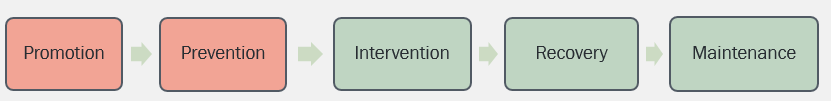 Promotion
Prevention
Intervention
Recovery
Maintenance